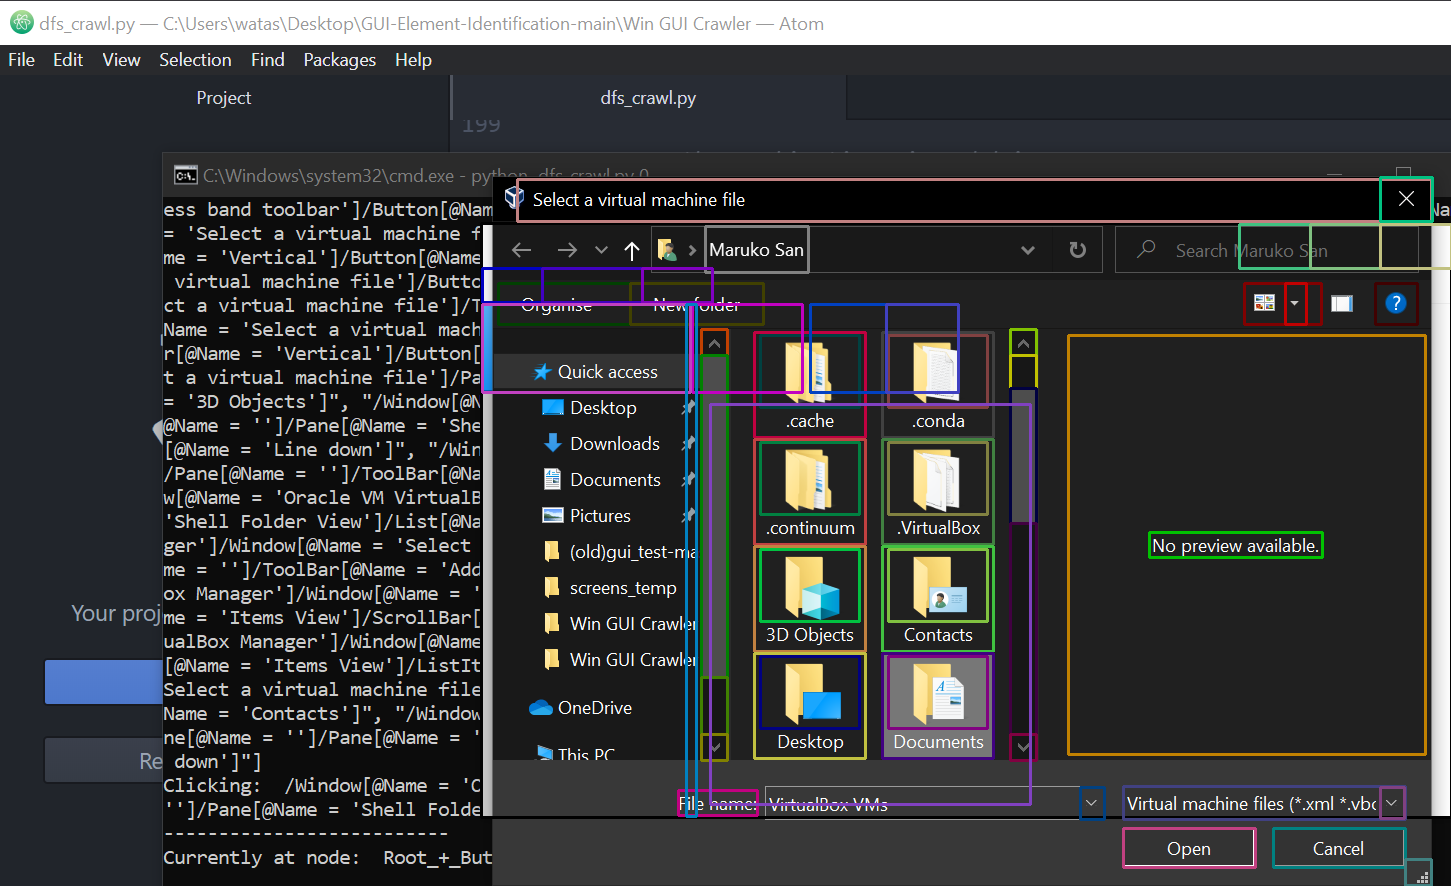 dfs_crawl.py — C:\Users\watas\Desktop\GUI-Element-Identification-main\Win GUI Crawler — Atom
File Edit View Selection Find Packages Help
Project
dfs_crawl.py
199
C:\Windows\system32\cmd.exe - python dfs_crawl.py 0
ess band toolbar']/Button[@Nam
= 'Select a virtual machine f
me = 'Vertical']/Button[@Name
virtual machine file']/Butto
ct a virtual machine file']/T
Name = 'Select a virtual mach
r[@Name = 'Vertical']/Button[
t a virtual machine file']/Pa
= '3D Objects']", "/Window[@N
@Name = '']/Pane[@Name = 'She
[@Name = 'Line down']", "/Win
/Pane[@Name = '']/ToolBar[@Na
w[@Name = 'Oracle VM VirtualB
'Shell Folder View']/List[@Na
ger']/Window[@Name = 'Select
me = '']/ToolBar[@Name = 'Add
ox Manager']/Window[@Name = '
me = 'Items View']/ScrollBar[
ualBox Manager']/Window[@Name
[@Name = 'Items View']/ListIt
Select a virtual machine file
Name = 'Contacts']", "/Window
ne[@Name = '']/Pane[@Name = '
down']"]
Clicking: /Window[@Name = 'O
'']/Pane[@Name = 'Shell Folde
---------------------------
Currently at node: Root_+_But
Your proj
Re
Na
Select a virtual machine file
Maruko San
Search Maruko San
Organise
New folder
Quick access
Desktop
Downloads
Documents
Pictures
(old)gui_test-ma
screens_temp
Win GUI Crawler
Win GUI Crawler
OneDrive
This PC
.cache
.conda
.continuum
.VirtualBox
3D Objects
Contacts
Desktop
Documents
No preview available.
File name:
VirtualBox VMs
Virtual machine files (*.xml *.vbo
Open
Cancel